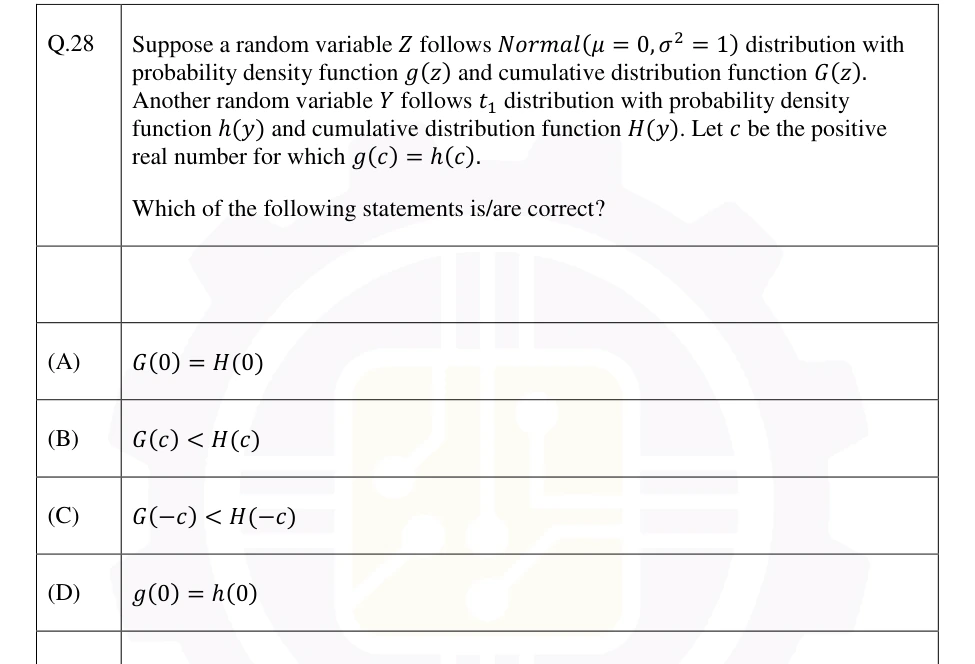 Q.28
Suppose a random variable Z follows Normal(μ = 0, σ² = 1) distribution with
probability density function g(z) and cumulative distribution function G(z).
Another random variable Y follows t₁ distribution with probability density
function h(y) and cumulative distribution function H(y). Let c be the positive
real number for which g(c) = h(c).
Which of the following statements is/are correct?
(A) G(0) = H(0)
(B) G(c) < H(c)
(C) G(−c) < H(−c)
(D) g(0) = h(0)